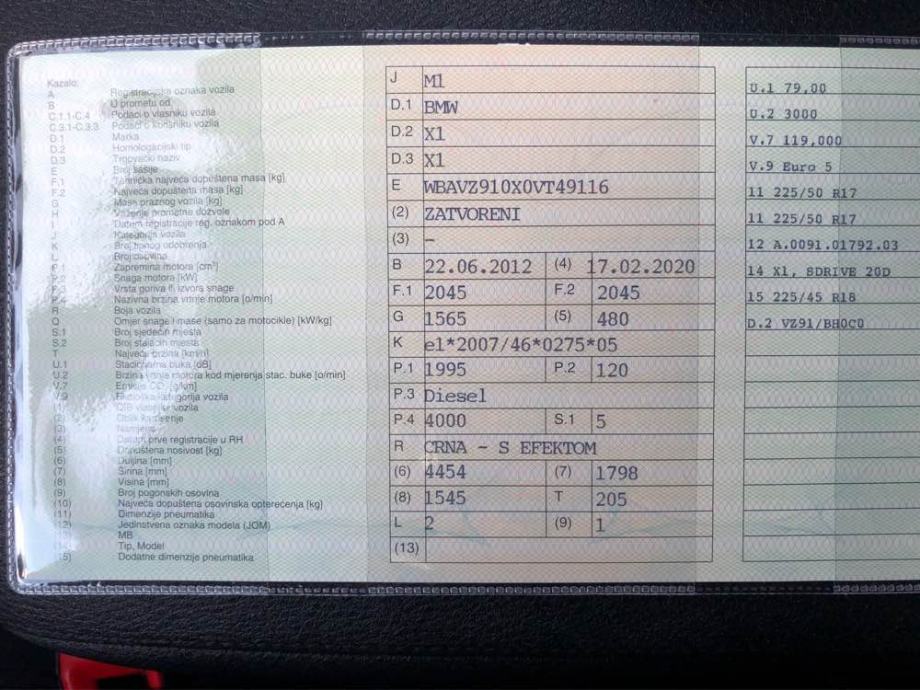 Kazalo:
A Registracijska oznaka vozila
B U prometu od
C.1.1-C.4 Podaci o vlasniku vozila
C.3.1-C.3.3 Podaci o korisniku vozila
D.1 Marka
D.2 Homologacijski tip
D.3 Trgovački naziv
E Broj šasije
F.1 Tehnička najveća dopuštena masa [kg]
F.2 Najveća dopuštena masa [kg]
G Masa praznog vozila [kg]
H Važenje prometne dozvole
I Datum registracije reg. oznakom pod A
J Kategorija vozila
K Broj tipnog odobrenja
L Broj osovina
P.1 Zapremina motora [cm³]
P.2 Snaga motora [kW]
P.3 Vrsta goriva ili izvora snage
P.4 Nazivna brzina vrtnje motora [o/min]
R Boja vozila
Q Omjer snage i mase (samo za motocikle) [kW/kg]
S.1 Broj sjedećih mjesta
S.2 Broj stajaćih mjesta
T Najveća brzina [km/h]
U.1 Stacionarna buka [dB]
U.2 Brzina vrtnje motora kod mjerenja stac. buke [o/min]
V.7 Emisija CO₂ [g/km]
V.9 Ekološka kategorija vozila
(1) OIB vlasnika vozila
(2) Oblik karoserije
(3) Namjena
(4) Datum prve registracije u RH
(5) Dopuštena nosivost [kg]
(6) Duljina [mm]
(7) Širina [mm]
(8) Visina [mm]
(9) Broj pogonskih osovina
(10) Najveća dopuštena osovinska opterećenja [kg]
(11) Dimenzije pneumatika
(12) Jedinstvena oznaka modela (JOM)
(13) MB
Tip, Model
Dodatne dimenzije pneumatika
J M1
D.1 BMW
D.2 X1
D.3 X1
E WBAVZ910X0VT49116
(2) ZATVORENI
(3) –
B 22.06.2012 (4) 17.02.2020
F.1 2045 F.2 2045
G 1565 (5) 480
K e1*2007/46*0275*05
P.1 1995 P.2 120
P.3 Diesel
P.4 4000 S.1 5
R CRNA - S EFEKTOM
(6) 4454 (7) 1798
(8) 1545 T 205
L 2 (9) 1
(13)
U.1 79,00
U.2 3000
V.7 119,000
V.9 Euro 5
11 225/50 R17
11 225/50 R17
12 A.0091.01792.03
14 X1, SDRIVE 20D
15 225/45 R18
D.2 VZ91/BH0C0